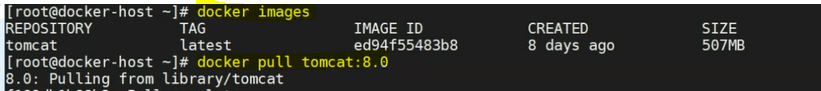 [root@docker-host ~]# docker images
REPOSITORY TAG IMAGE ID CREATED SIZE
tomcat latest ed94f55483b8 8 days ago 507MB
[root@docker-host ~]# docker pull tomcat:8.0
8.0: Pulling from library/tomcat